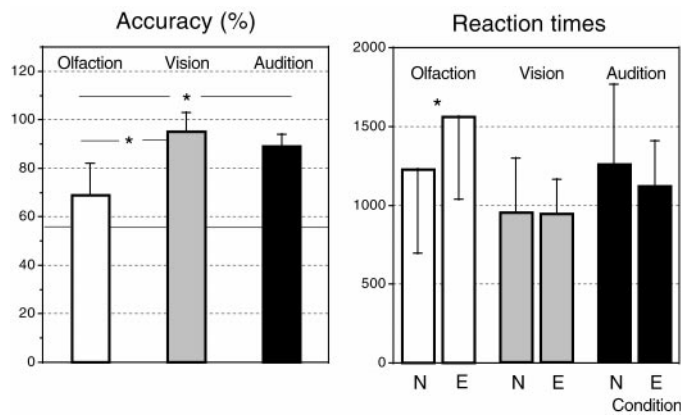 Accuracy (%)
Olfaction Vision Audition
120
100
80
60
40
20
0
*
*
Reaction times
2000
Olfaction Vision Audition
1500
1000
500
0
*
N E N E N E
Condition